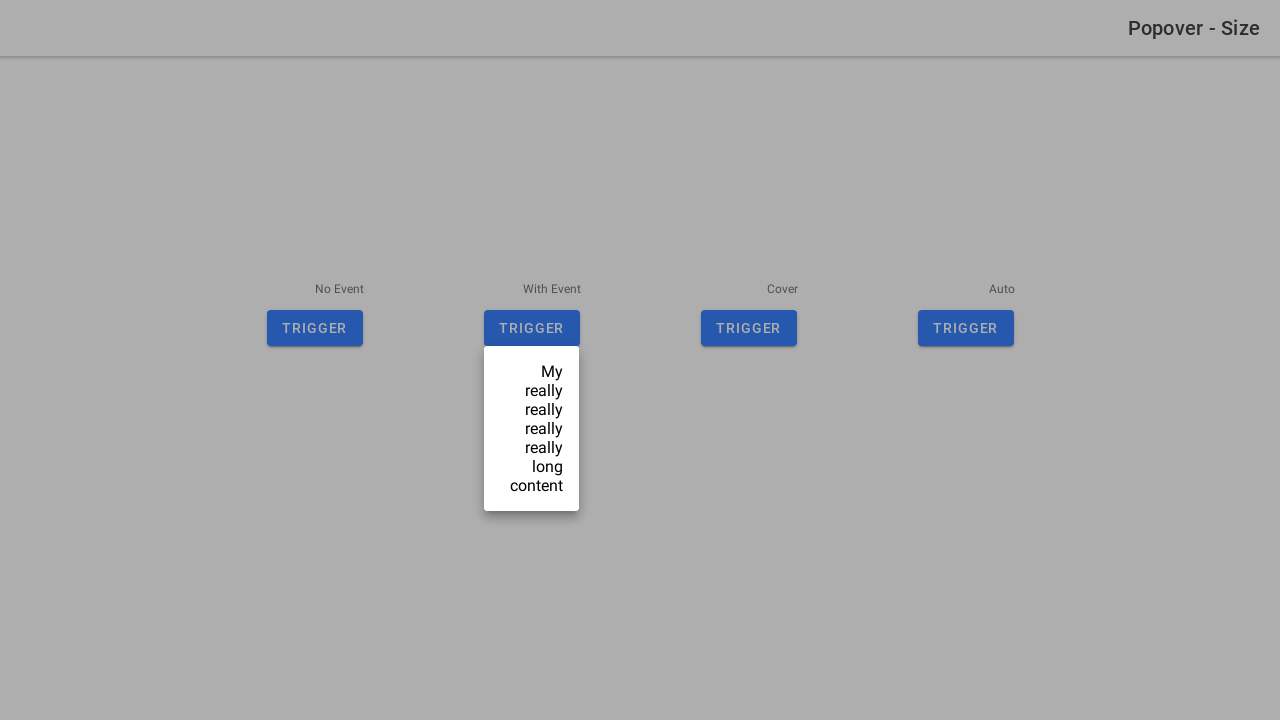 Popover - Size
No Event
With Event
Cover
Auto
TRIGGER
TRIGGER
TRIGGER
TRIGGER
My
really
really
really
really
long
content